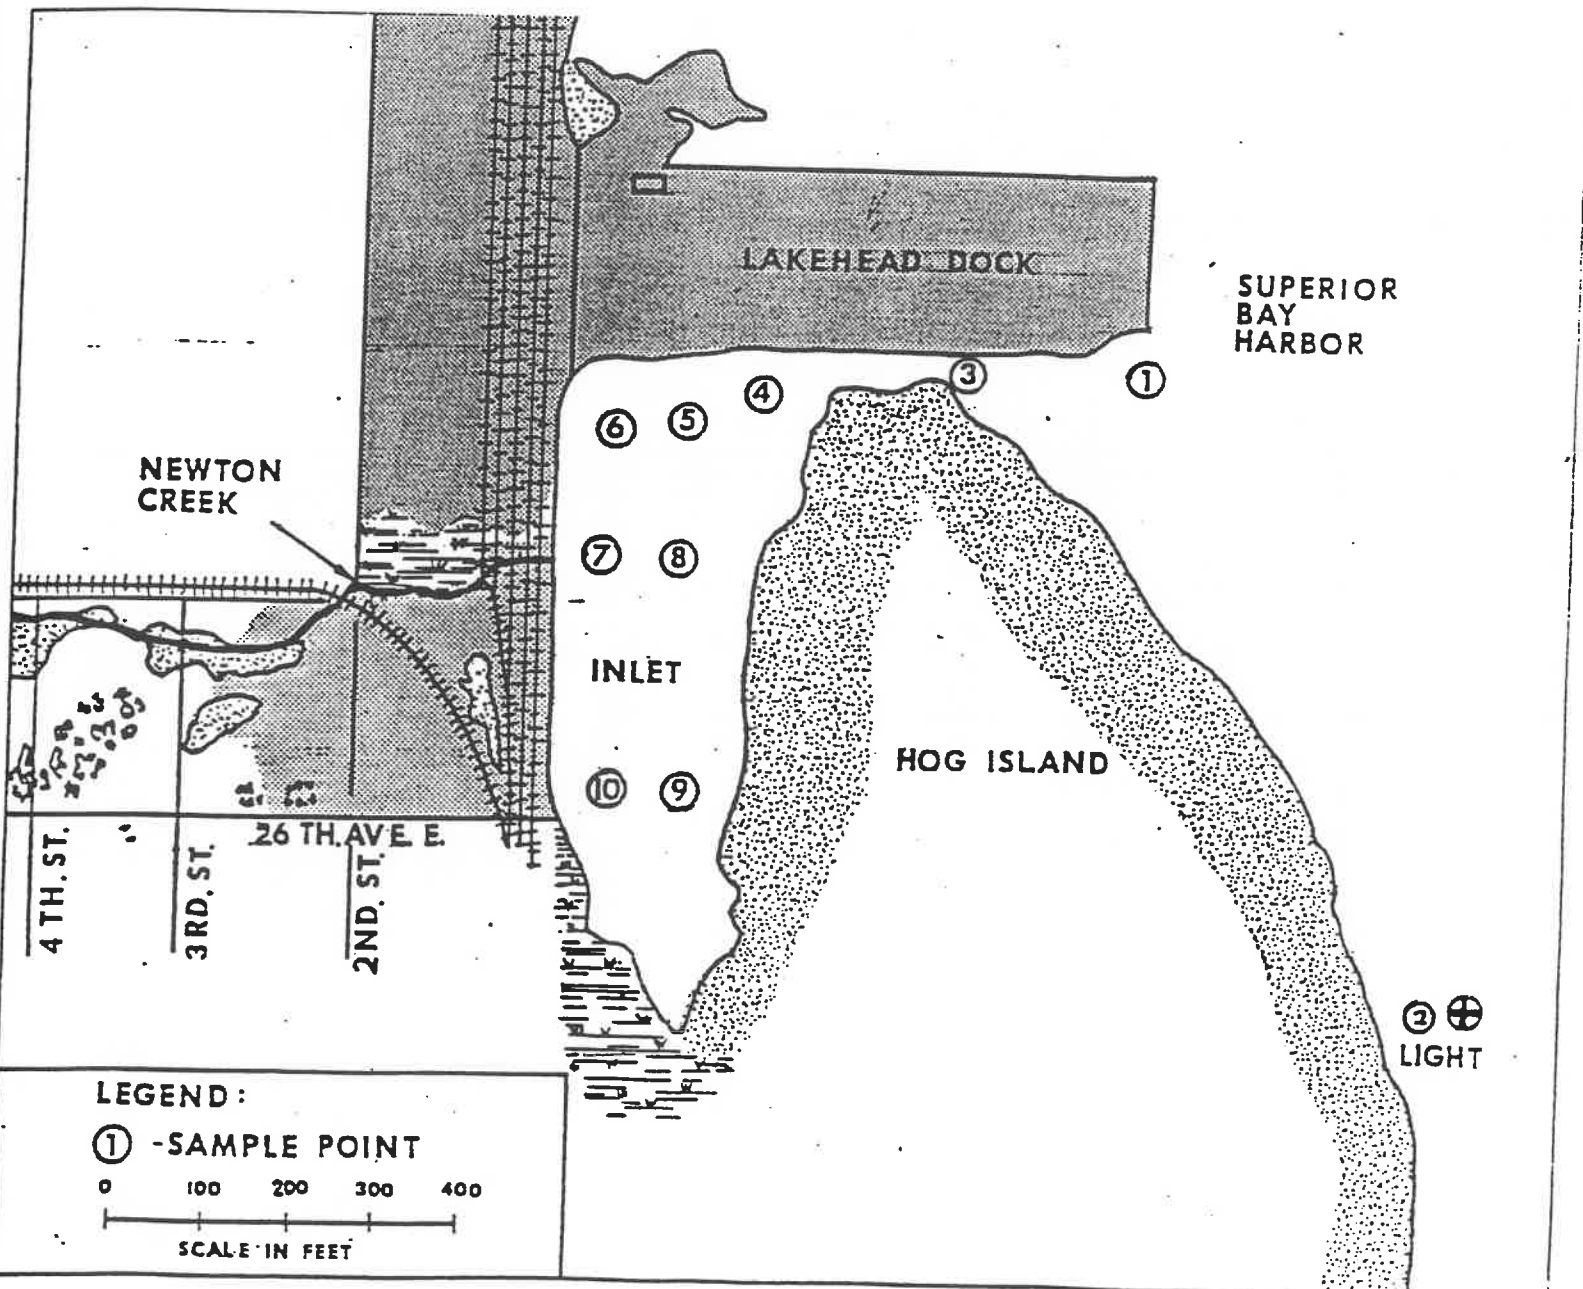 LAKEHEAD DOCK
SUPERIOR
BAY
HARBOR
3
1
4
5
6
NEWTON
CREEK
7
8
INLET
HOG ISLAND
10
9
26 TH. AVE. E.
4 TH. ST.
3RD. ST.
2ND. ST.
2
LIGHT
LEGEND:
1 -SAMPLE POINT
0 100 200 300 400
SCALE IN FEET